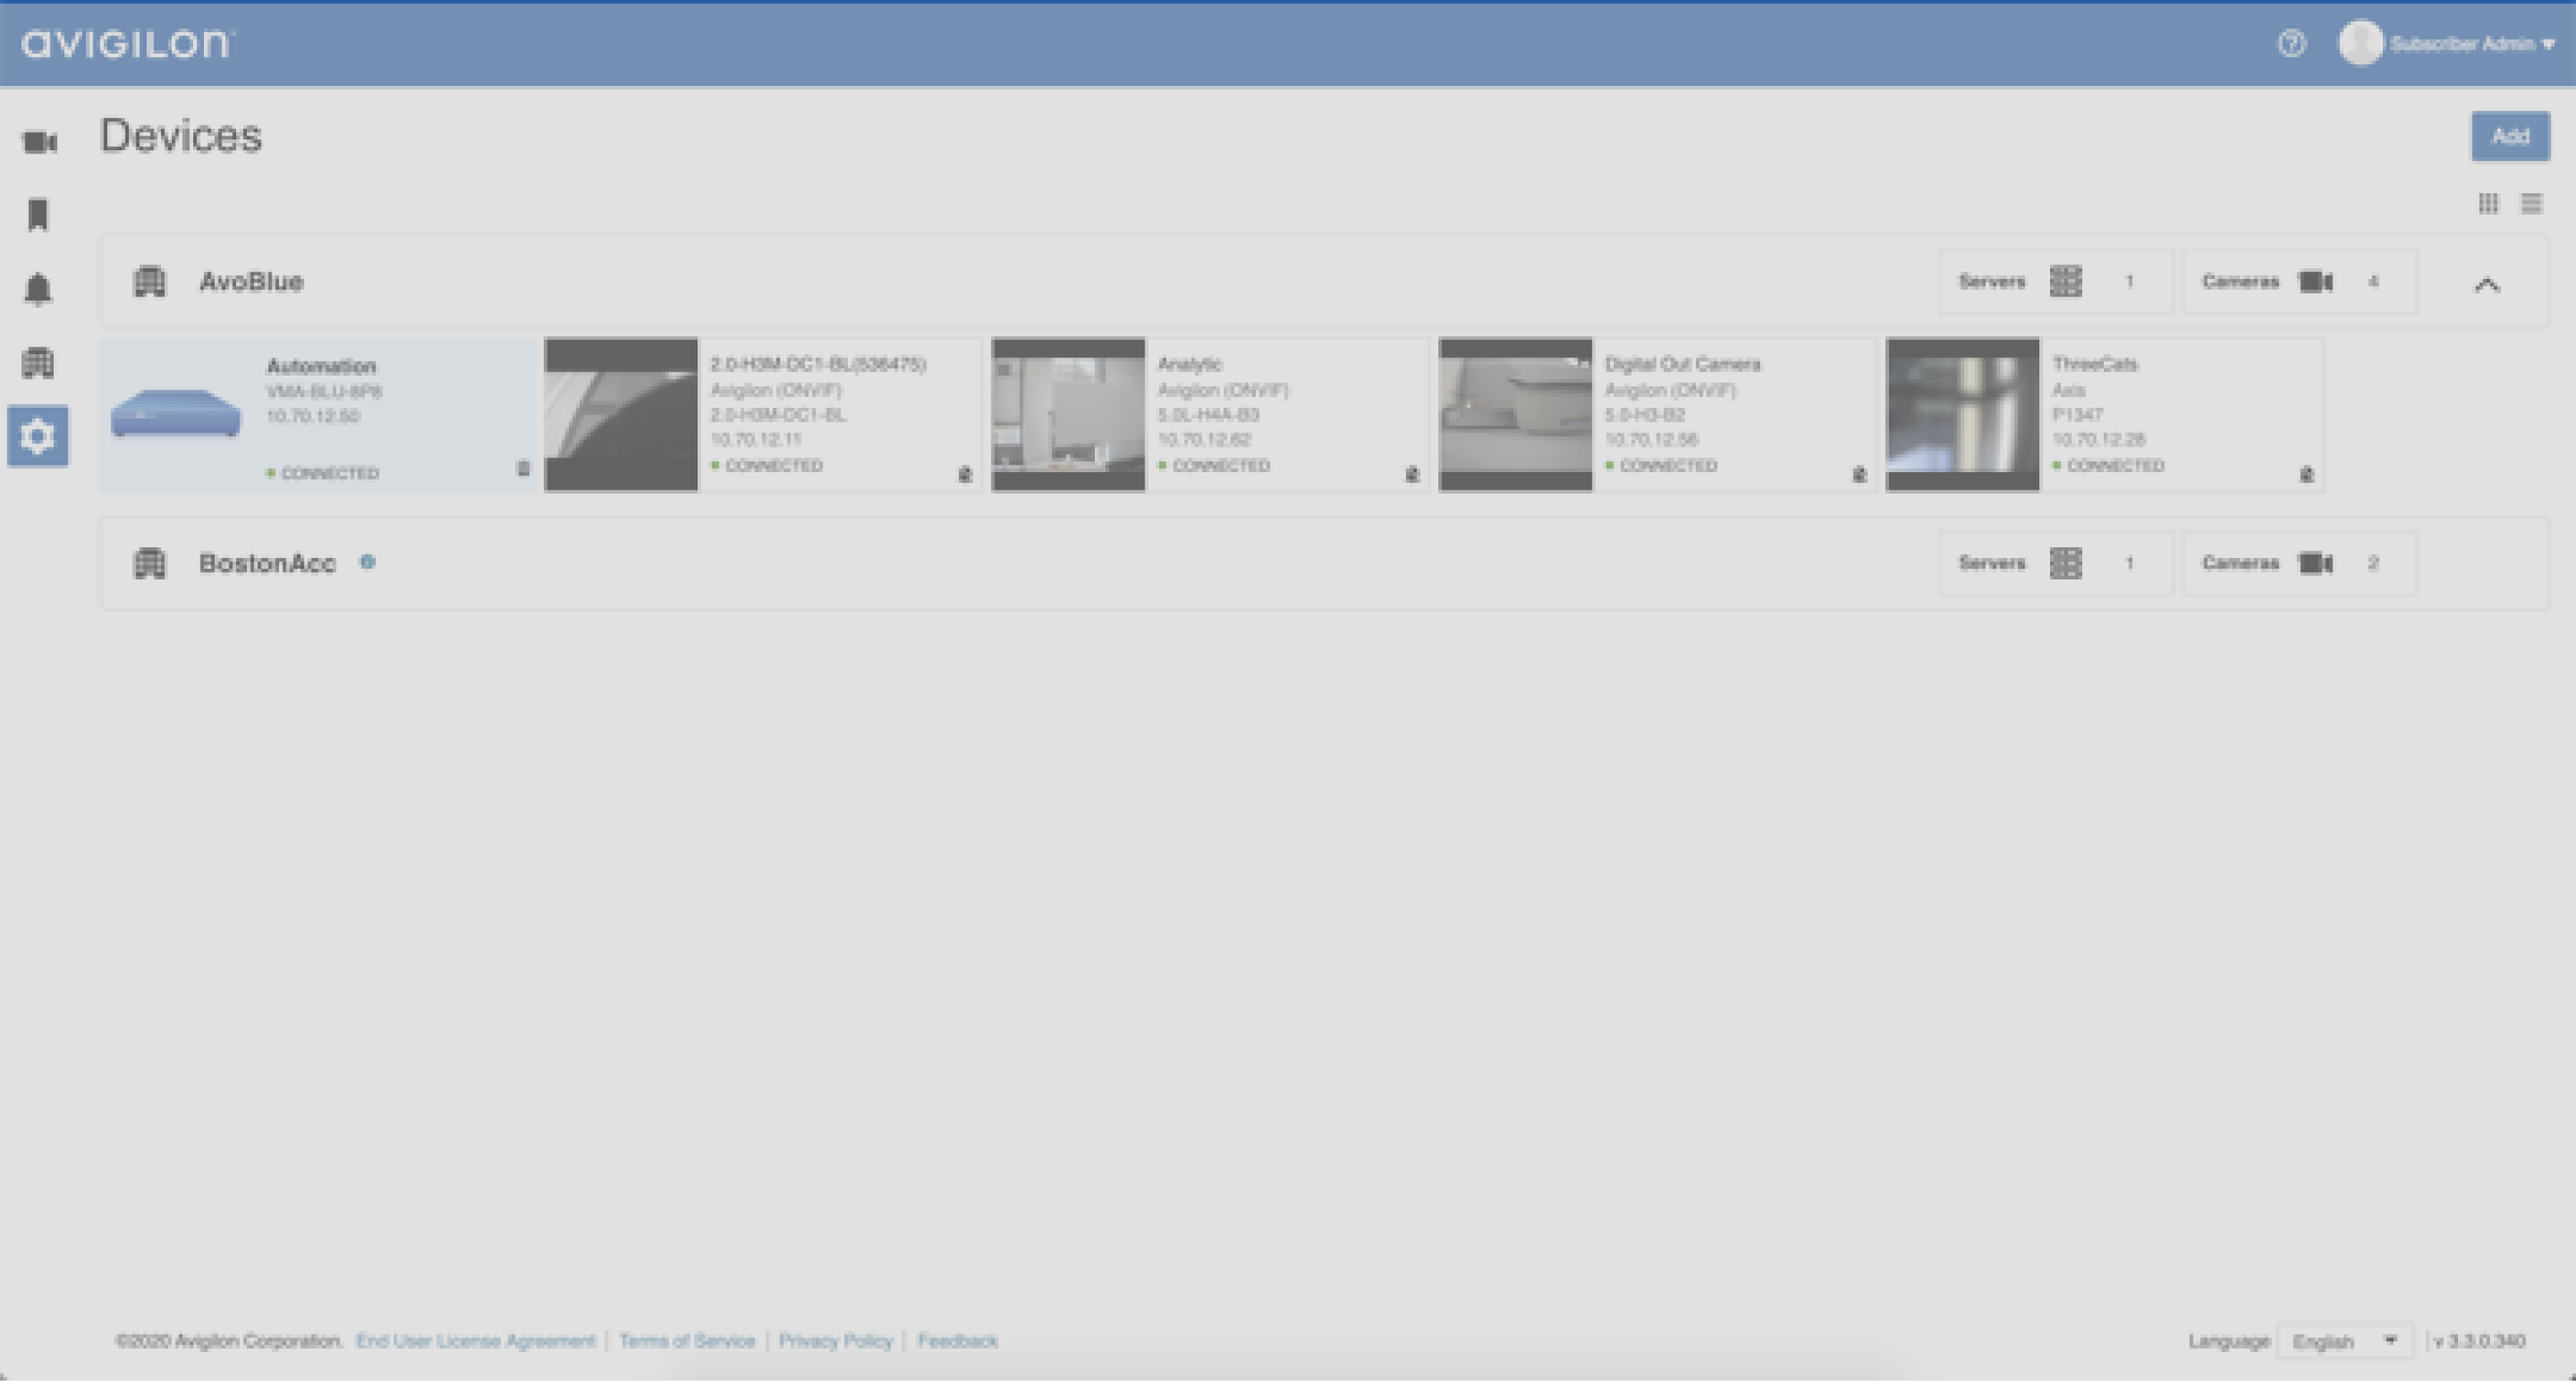 avigilon
Subscriber Admin
Devices
Add
AvoBlue
Servers 1
Cameras 4
Automation
VMA-BLU-8P8
10.70.12.50
CONNECTED
2.0-H3M-DC1-BL(536475)
Avigilon (ONVIF)
2.0-H3M-DC1-BL
10.70.12.11
CONNECTED
Analytic
Avigilon (ONVIF)
5.0L-H4A-B3
10.70.12.62
CONNECTED
Digital Out Camera
Avigilon (ONVIF)
5.0-H3-B2
10.70.12.56
CONNECTED
ThreeCats
Axis
P1347
10.70.12.28
CONNECTED
BostonAcc
Servers 1
Cameras 2
©2020 Avigilon Corporation. End User License Agreement | Terms of Service | Privacy Policy | Feedback
Language English | v 3.3.0.340